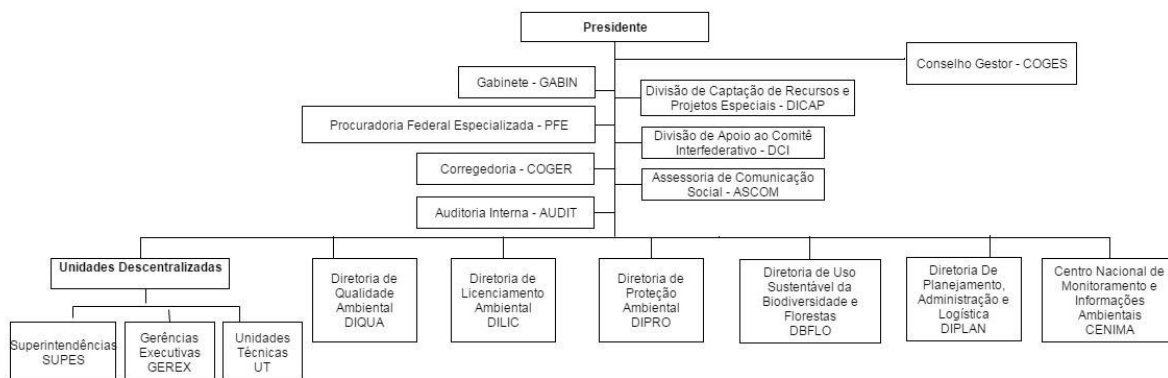 Presidente
Conselho Gestor - COGES
Gabinete - GABIN
Divisão de Captação de Recursos e
Projetos Especiais - DICAP
Procuradoria Federal Especializada - PFE
Divisão de Apoio ao Comitê
Interfederativo - DCI
Corregedoria - COGER
Assessoria de Comunicação
Social - ASCOM
Auditoria Interna - AUDIT
Unidades Descentralizadas
Diretoria de
Qualidade
Ambiental
DIQUA
Diretoria de
Licenciamento
Ambiental
DILIC
Diretoria de
Proteção
Ambiental
DIPRO
Diretoria de Uso
Sustentável da
Biodiversidade e
Florestas
DBFLO
Diretoria De
Planejamento,
Administração e
Logística
DIPLAN
Centro Nacional de
Monitoramento e
Informações
Ambientais
CENIMA
Superintendências
SUPES
Gerências
Executivas
GEREX
Unidades
Técnicas
UT